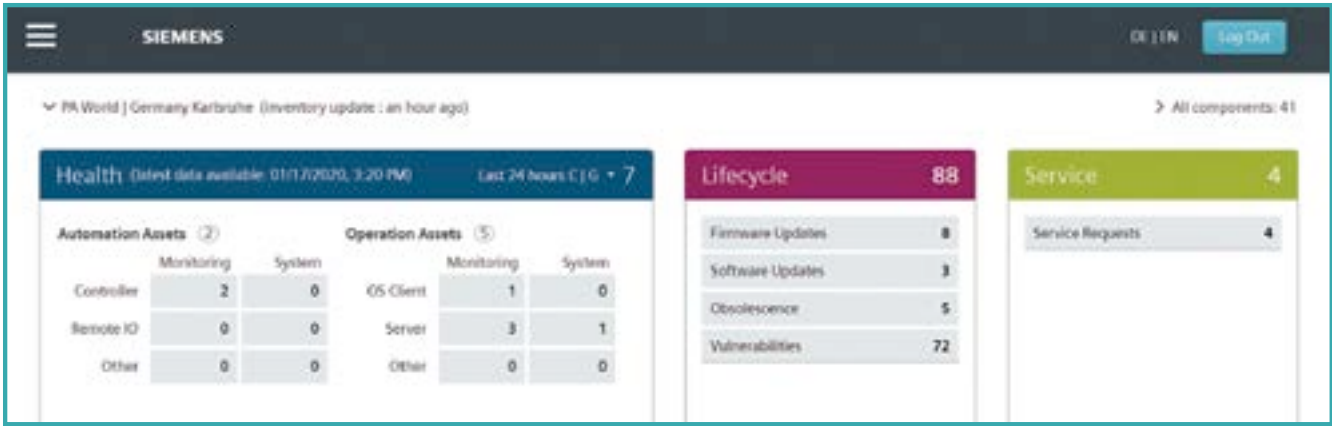 SIEMENS
DE | EN
Log Out
PA World | Germany Karlsruhe (Inventory update : an hour ago)
All components: 41
Health (latest data available: 01/17/2020, 3:20 PM)
Last 24 hours C | G 7
Automation Assets 2
Operation Assets 5
Monitoring System
Monitoring System
Controller 2 0
OS Client 1 0
Remote IO 0 0
Server 3 1
Other 0 0
Other 0 0
Lifecycle 88
Firmware Updates 8
Software Updates 3
Obsolescence 5
Vulnerabilities 72
Service 4
Service Requests 4